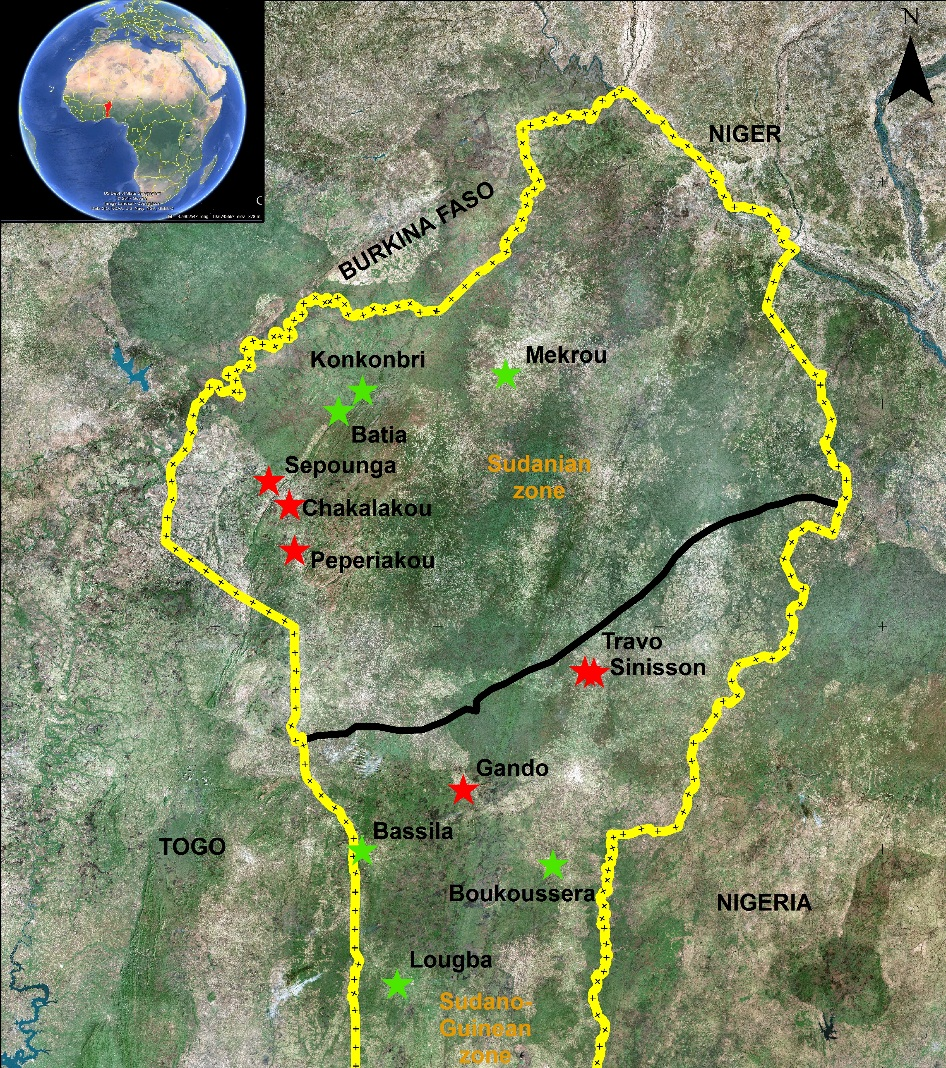 N
NIGER
BURKINA FASO
Konkonbri
Mekrou
Batia
Sepounga
Sudanian
zone
Chakalakou
Peperiakou
Travo
Sinisson
Gando
Bassila
TOGO
Boukoussera
NIGERIA
Lougba
Sudano-
Guinean
zone